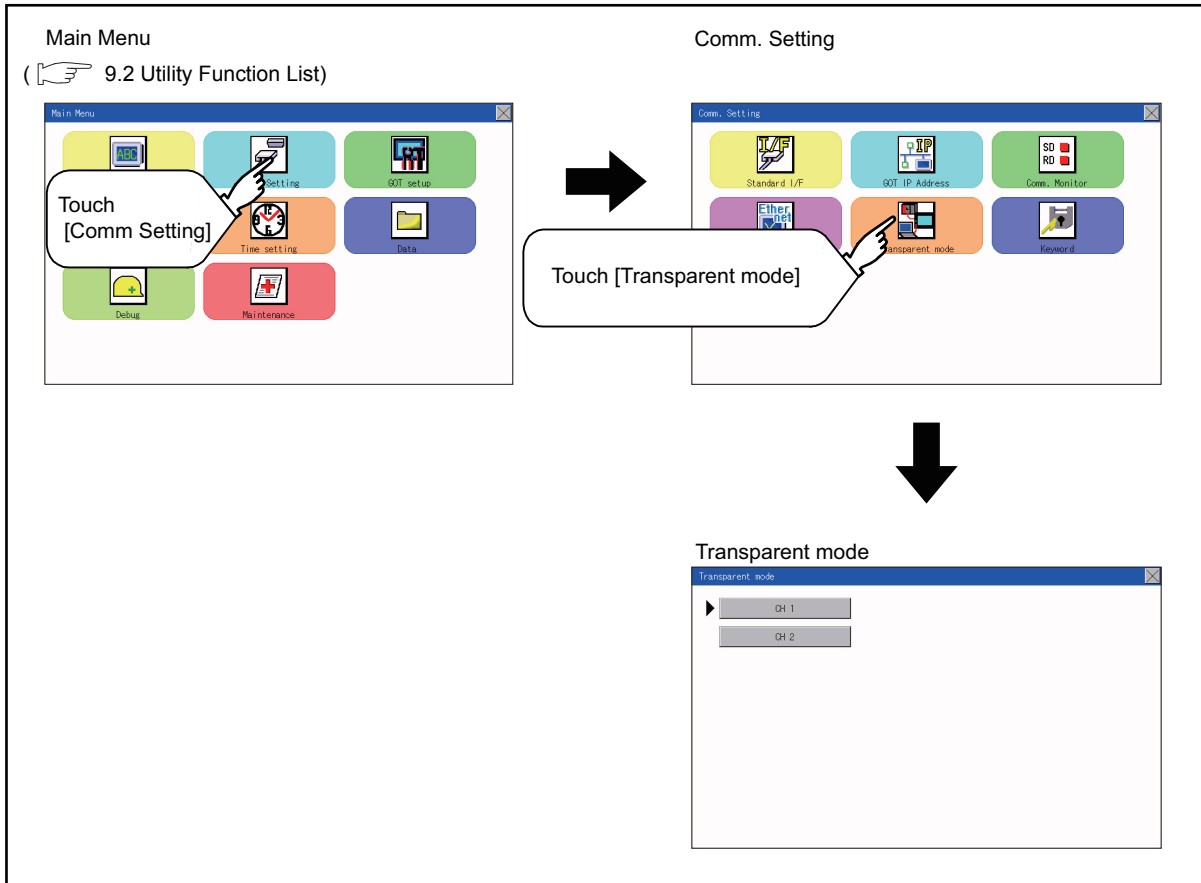 Main Menu
( 9.2 Utility Function List)
Main Menu
ABC
Setting
GOT setup
Touch
[Comm Setting]
Time setting
Data
Debug
Maintenance
Comm. Setting
Comm. Setting
I/F
Standard I/F
IP
GOT IP Address
SD
RD
Comm. Monitor
Ether
net
Touch [Transparent mode]
ansparent mode
Keyword
Transparent mode
Transparent mode
CH 1
CH 2